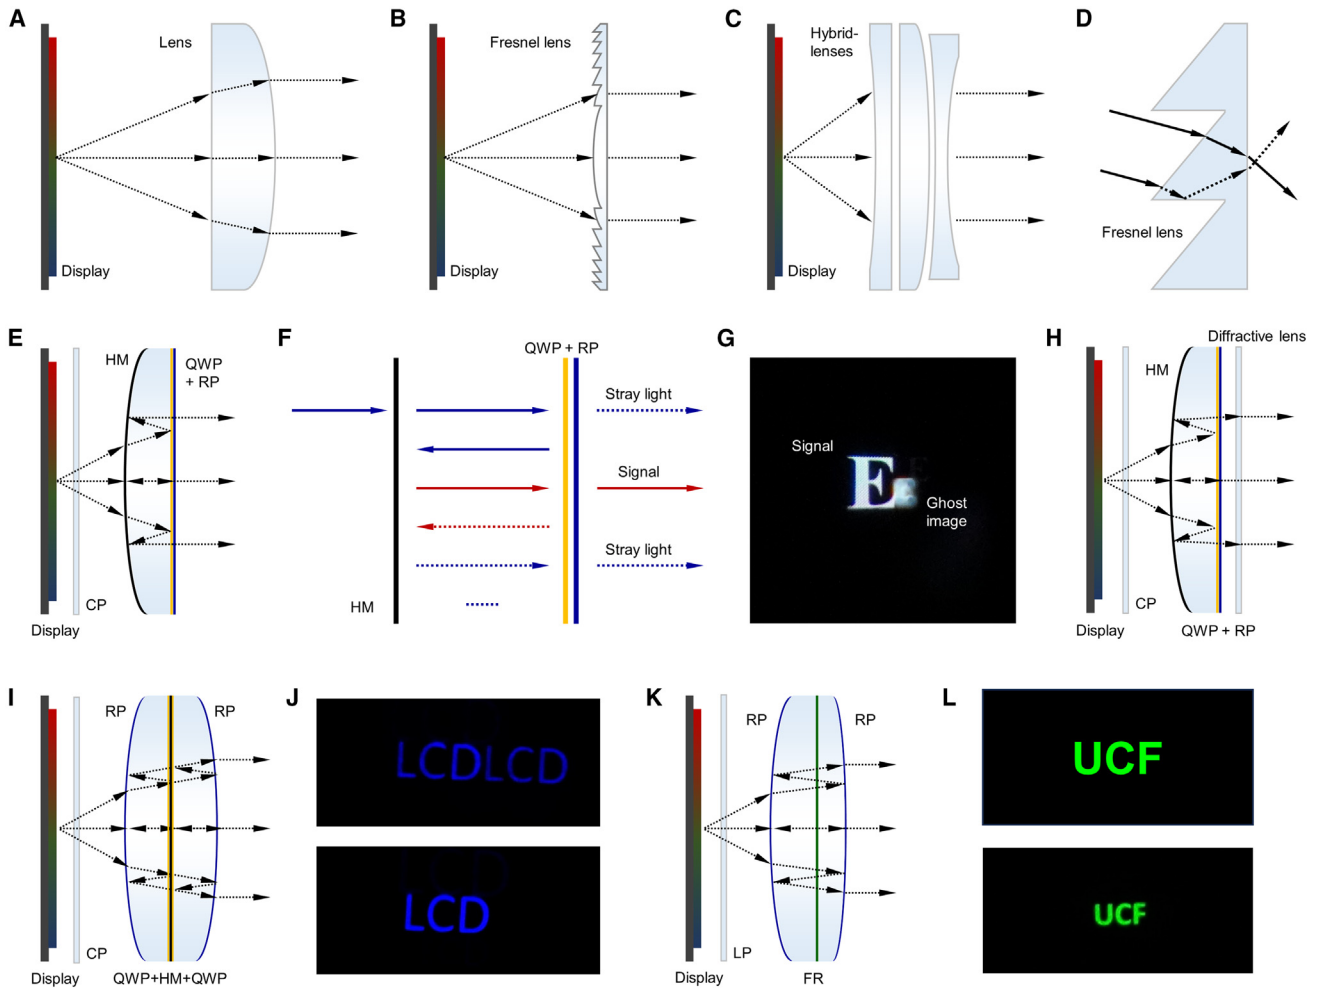 A
B
C
D
Lens
Fresnel lens
Hybrid-
lenses
Fresnel lens
Display
Display
Display
E
F
G
H
HM
QWP
+ RP
CP
Display
QWP + RP
Stray light
Signal
Stray light
HM
Signal
E
Ghost
image
Diffractive lens
HM
CP
Display
QWP + RP
I
J
K
L
RP
RP
CP
Display
QWP+HM+QWP
LCDLCD
LCD
LCD
RP
RP
LP
Display
FR
UCF
UCF